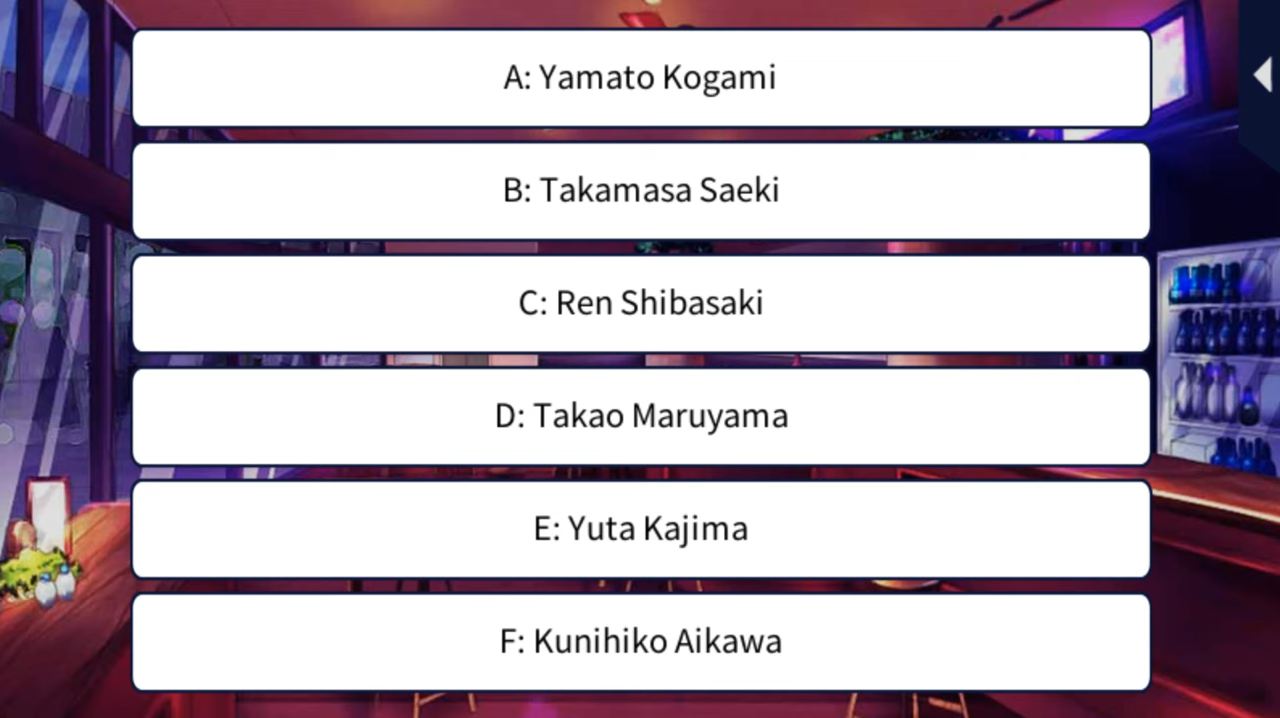 A: Yamato Kogami
B: Takamasa Saeki
C: Ren Shibasaki
D: Takao Maruyama
E: Yuta Kajima
F: Kunihiko Aikawa